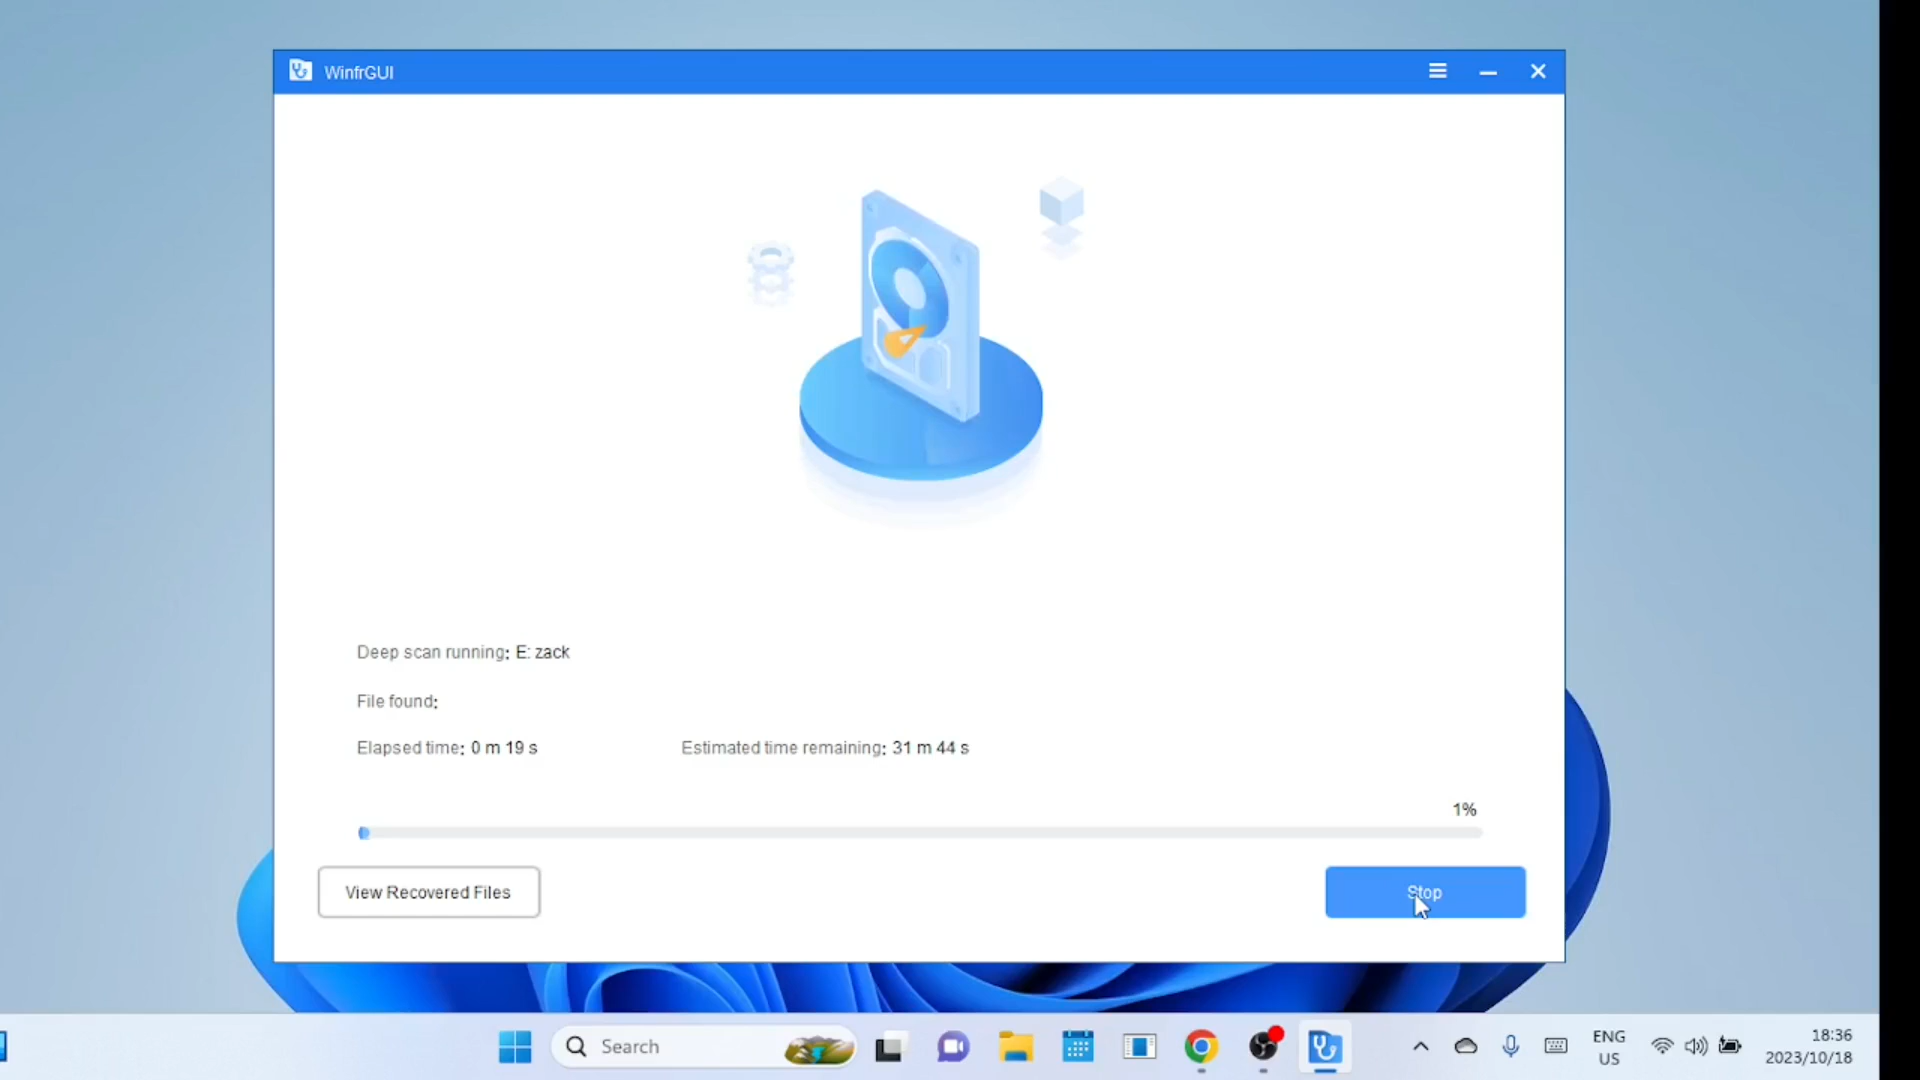 WinfrGUI
Deep scan running: E: zack
File found:
Elapsed time: 0 m 19 s Estimated time remaining: 31 m 44 s
1%
View Recovered Files Stop
Search
ENG
US
18:36
2023/10/18